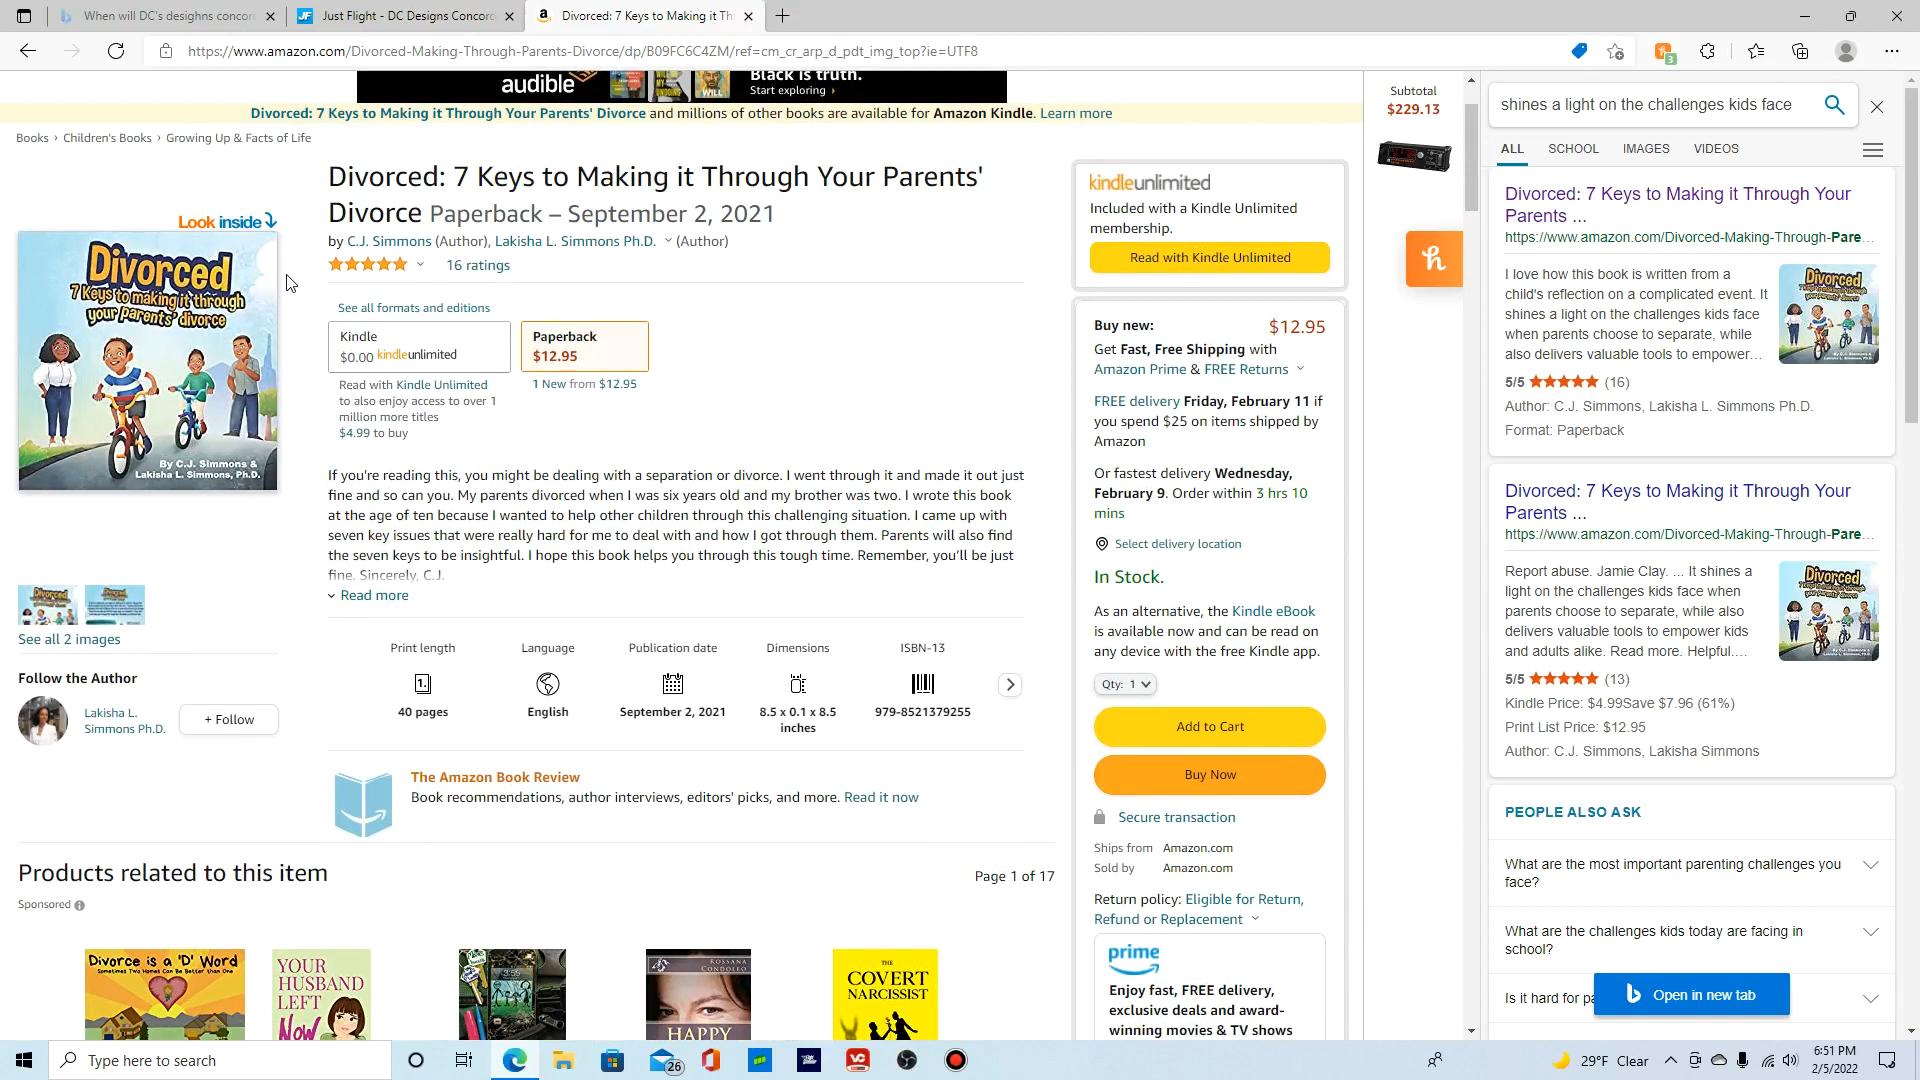 When will DC's desighns concor
Just Flight - DC Designs Concord
Divorced: 7 Keys to Making it Thr
https://www.amazon.com/Divorced-Making-Through-Parents-Divorce/dp/B09FC6C4ZM/ref=cm_cr_arp_d_pdt_img_top?ie=UTF8
3
audible
Black is truth.
Start exploring
Divorced: 7 Keys to Making it Through Your Parents' Divorce and millions of other books are available for Amazon Kindle. Learn more
Books › Children's Books › Growing Up & Facts of Life
Look inside
Divorced
7 Keys to making it through
your parents' divorce
By C.J. Simmons &
Lakisha L. Simmons, Ph.D.
See all 2 images
Follow the Author
Lakisha L.
Simmons Ph.D.
+ Follow
Divorced: 7 Keys to Making it Through Your Parents'
Divorce Paperback – September 2, 2021
by C.J. Simmons (Author), Lakisha L. Simmons Ph.D. (Author)
16 ratings
See all formats and editions
Kindle
$0.00 kindleunlimited
Paperback
$12.95
Read with Kindle Unlimited
to also enjoy access to over 1
million more titles
$4.99 to buy
1 New from $12.95
If you're reading this, you might be dealing with a separation or divorce. I went through it and made it out just
fine and so can you. My parents divorced when I was six years old and my brother was two. I wrote this book
at the age of ten because I wanted to help other children through this challenging situation. I came up with
seven key issues that were really hard for me to deal with and how I got through them. Parents will also find
the seven keys to be insightful. I hope this book helps you through this tough time. Remember, you'll be just
fine. Sincerely, C.J.
Read more
Print length
40 pages
Language
English
Publication date
September 2, 2021
Dimensions
8.5 x 0.1 x 8.5
inches
ISBN-13
979-8521379255
The Amazon Book Review
Book recommendations, author interviews, editors' picks, and more. Read it now
Products related to this item
Page 1 of 17
Sponsored
Divorce is a 'D' Word
Sometimes Two Homes Can Be Better than One
YOUR
HUSBAND
LEFT
Now
3:55
ROSSANA
CONDOLEO
HAPPY
THE
COVERT
NARCISSIST
kindleunlimited
Included with a Kindle Unlimited
membership.
Read with Kindle Unlimited
Buy new: $12.95
Get Fast, Free Shipping with
Amazon Prime & FREE Returns
FREE delivery Friday, February 11 if
you spend $25 on items shipped by
Amazon
Or fastest delivery Wednesday,
February 9. Order within 3 hrs 10
mins
Select delivery location
In Stock.
As an alternative, the Kindle eBook
is available now and can be read on
any device with the free Kindle app.
Qty: 1
Add to Cart
Buy Now
Secure transaction
Ships from Amazon.com
Sold by Amazon.com
Return policy: Eligible for Return,
Refund or Replacement
prime
Enjoy fast, FREE delivery,
exclusive deals and award-
winning movies & TV shows
Subtotal
$229.13
shines a light on the challenges kids face
ALL SCHOOL IMAGES VIDEOS
Divorced: 7 Keys to Making it Through Your
Parents ...
https://www.amazon.com/Divorced-Making-Through-Pare…
I love how this book is written from a
child's reflection on a complicated event. It
shines a light on the challenges kids face
when parents choose to separate, while
also delivers valuable tools to empower…
5/5 (16)
Author: C.J. Simmons, Lakisha L. Simmons Ph.D.
Format: Paperback
Divorced: 7 Keys to Making it Through Your
Parents ...
https://www.amazon.com/Divorced-Making-Through-Pare…
Report abuse. Jamie Clay. ... It shines a
light on the challenges kids face when
parents choose to separate, while also
delivers valuable tools to empower kids
and adults alike. Read more. Helpful.…
5/5 (13)
Kindle Price: $4.99Save $7.96 (61%)
Print List Price: $12.95
Author: C.J. Simmons, Lakisha Simmons
PEOPLE ALSO ASK
What are the most important parenting challenges you
face?
What are the challenges kids today are facing in
school?
Is it hard for pa
Open in new tab
Type here to search
26
29°F Clear
6:51 PM
2/5/2022